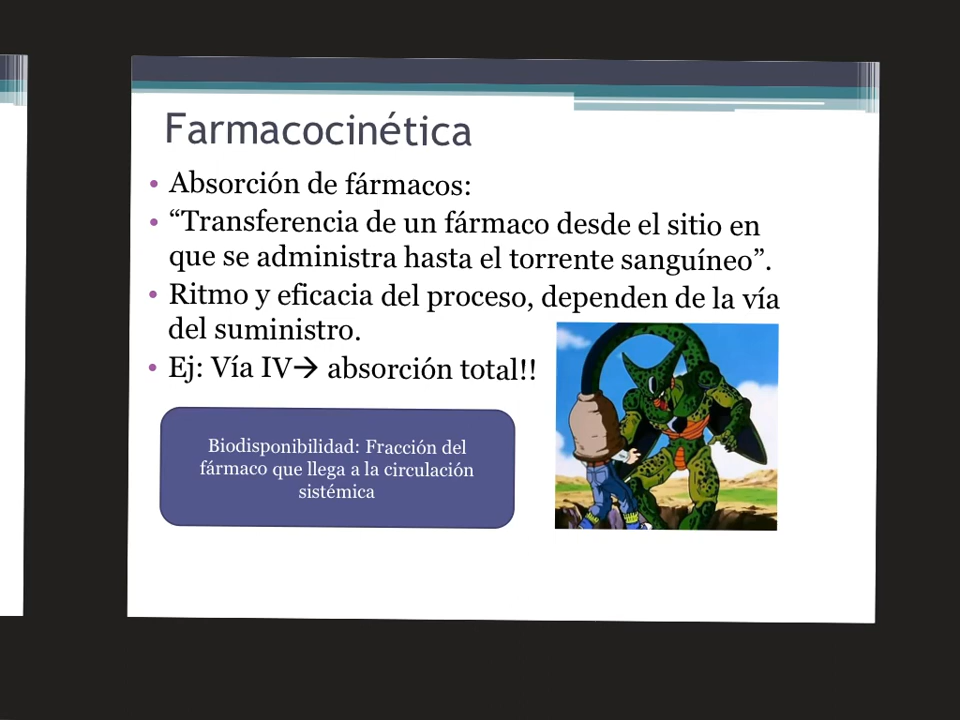 Farmacocinética
• Absorción de fármacos:
• “Transferencia de un fármaco desde el sitio en
que se administra hasta el torrente sanguíneo”.
• Ritmo y eficacia del proceso, dependen de la vía
del suministro.
• Ej: Vía IV→ absorción total!!
Biodisponibilidad: Fracción del
fármaco que llega a la circulación
sistémica